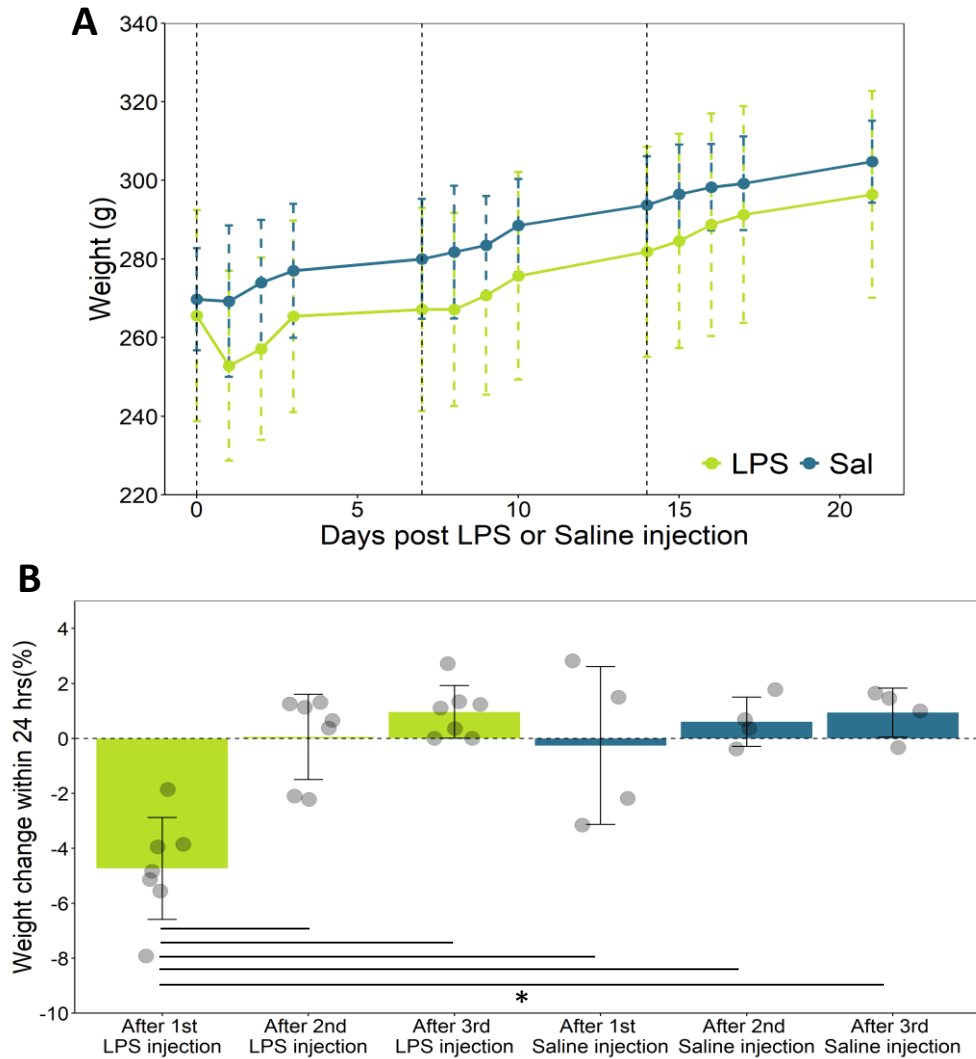 A
340
320
300
280
260
240
220
Weight (g)
LPS Sal
0 5 10 15 20
Days post LPS or Saline injection
B
4
2
0
-2
-4
-6
-8
-10
Weight change within 24 hrs(%)
*
After 1st LPS injection
After 2nd LPS injection
After 3rd LPS injection
After 1st Saline injection
After 2nd Saline injection
After 3rd Saline injection